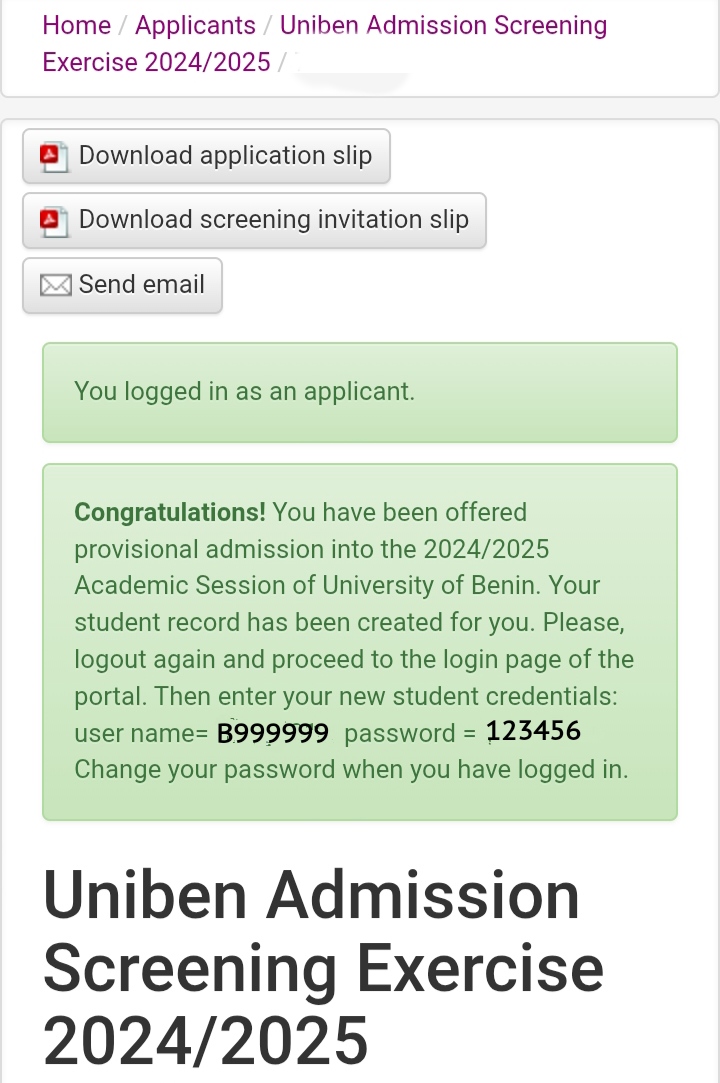 Home / Applicants / Uniben Admission Screening
Exercise 2024/2025 /
Download application slip
Download screening invitation slip
Send email
You logged in as an applicant.
Congratulations! You have been offered
provisional admission into the 2024/2025
Academic Session of University of Benin. Your
student record has been created for you. Please,
logout again and proceed to the login page of the
portal. Then enter your new student credentials:
user name= B999999 password = 123456
Change your password when you have logged in.
Uniben Admission
Screening Exercise
2024/2025